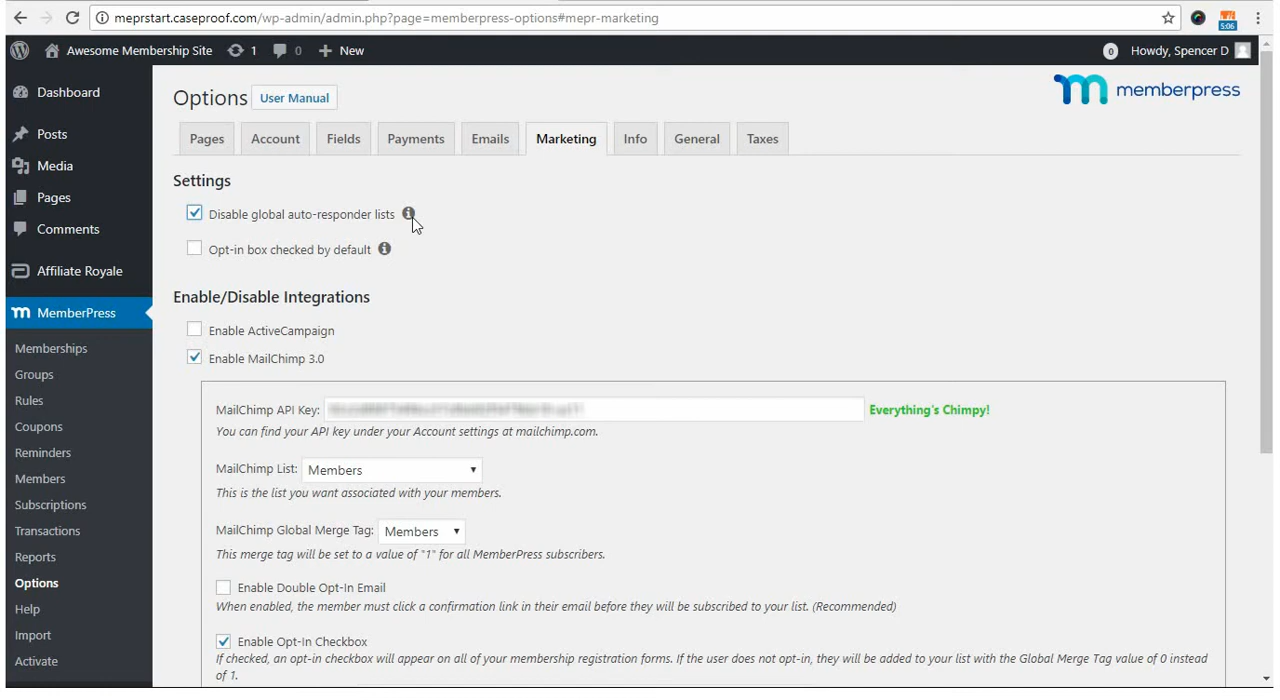 meprstart.caseproof.com/wp-admin/admin.php?page=memberpress-options#mepr-marketing
5:06
Awesome Membership Site 1 0 New 0 Howdy, Spencer D
Dashboard
Posts
Media
Pages
Comments
Affiliate Royale
MemberPress
Memberships
Groups
Rules
Coupons
Reminders
Members
Subscriptions
Transactions
Reports
Options
Help
Import
Activate
Options User Manual
memberpress
Pages Account Fields Payments Emails Marketing Info General Taxes
Settings
Disable global auto-responder lists
Opt-in box checked by default
Enable/Disable Integrations
Enable ActiveCampaign
Enable MailChimp 3.0
MailChimp API Key: Everything's Chimpy!
You can find your API key under your Account settings at mailchimp.com.
MailChimp List: Members
This is the list you want associated with your members.
MailChimp Global Merge Tag: Members
This merge tag will be set to a value of "1" for all MemberPress subscribers.
Enable Double Opt-In Email
When enabled, the member must click a confirmation link in their email before they will be subscribed to your list. (Recommended)
Enable Opt-In Checkbox
If checked, an opt-in checkbox will appear on all of your membership registration forms. If the user does not opt-in, they will be added to your list with the Global Merge Tag value of 0 instead
of 1.